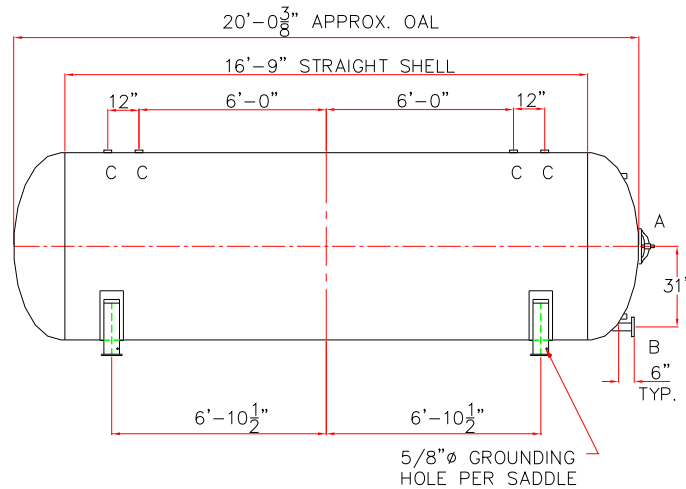 20'-0 3/8" APPROX. OAL
16'-9" STRAIGHT SHELL
12" 6'-0" 6'-0" 12"
C C C C
A
31"
B
6"
TYP.
6'-10 1/2" 6'-10 1/2"
5/8"ø GROUNDING
HOLE PER SADDLE